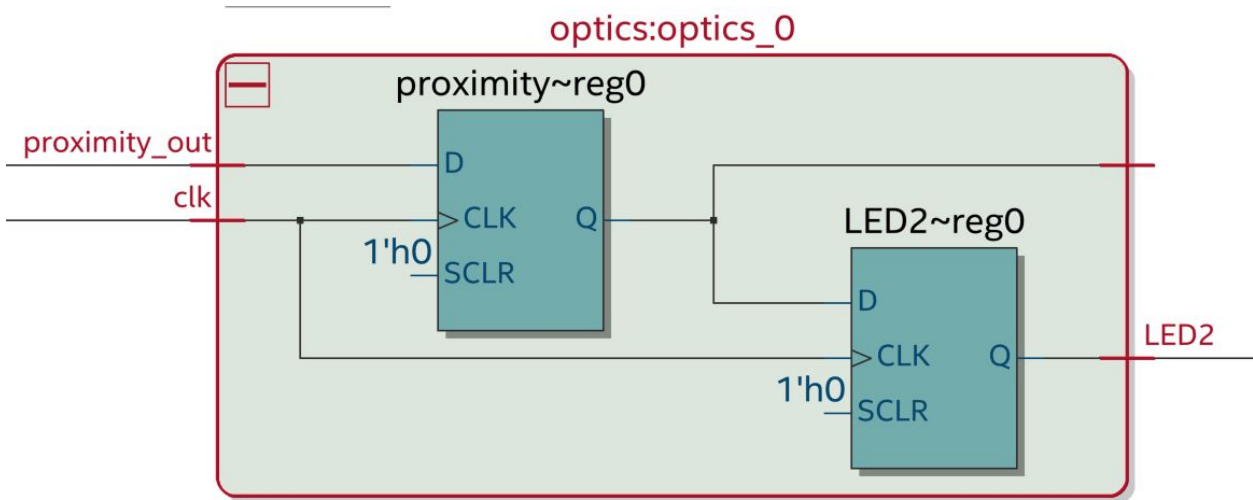 optics:optics_0
proximity~reg0
proximity_out
D
clk
CLK
Q
1'h0
SCLR
LED2~reg0
D
CLK
Q
LED2
1'h0
SCLR